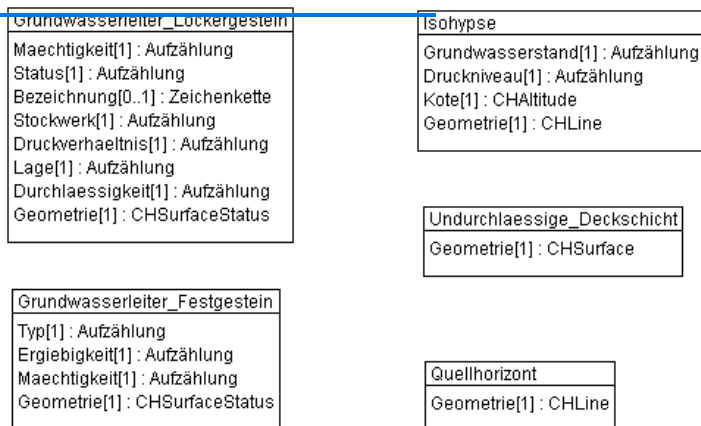 Grundwasserleiter_Lockergestein
Maechtigkeit[1] : Aufzählung
Status[1] : Aufzählung
Bezeichnung[0..1] : Zeichenkette
Stockwerk[1] : Aufzählung
Druckverhaeltnis[1] : Aufzählung
Lage[1] : Aufzählung
Durchlaessigkeit[1] : Aufzählung
Geometrie[1] : CHSurfaceStatus
Isohypse
Grundwasserstand[1] : Aufzählung
Druckniveau[1] : Aufzählung
Kote[1] : CHAltitude
Geometrie[1] : CHLine
Undurchlaessige_Deckschicht
Geometrie[1] : CHSurface
Grundwasserleiter_Festgestein
Typ[1] : Aufzählung
Ergiebigkeit[1] : Aufzählung
Maechtigkeit[1] : Aufzählung
Geometrie[1] : CHSurfaceStatus
Quellhorizont
Geometrie[1] : CHLine